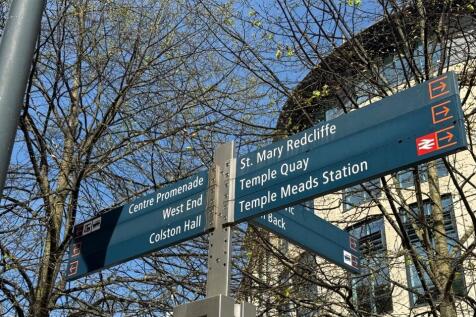 Centre Promenade
West End
Colston Hall
St. Mary Redcliffe
Temple Quay
Temple Meads Station
Back